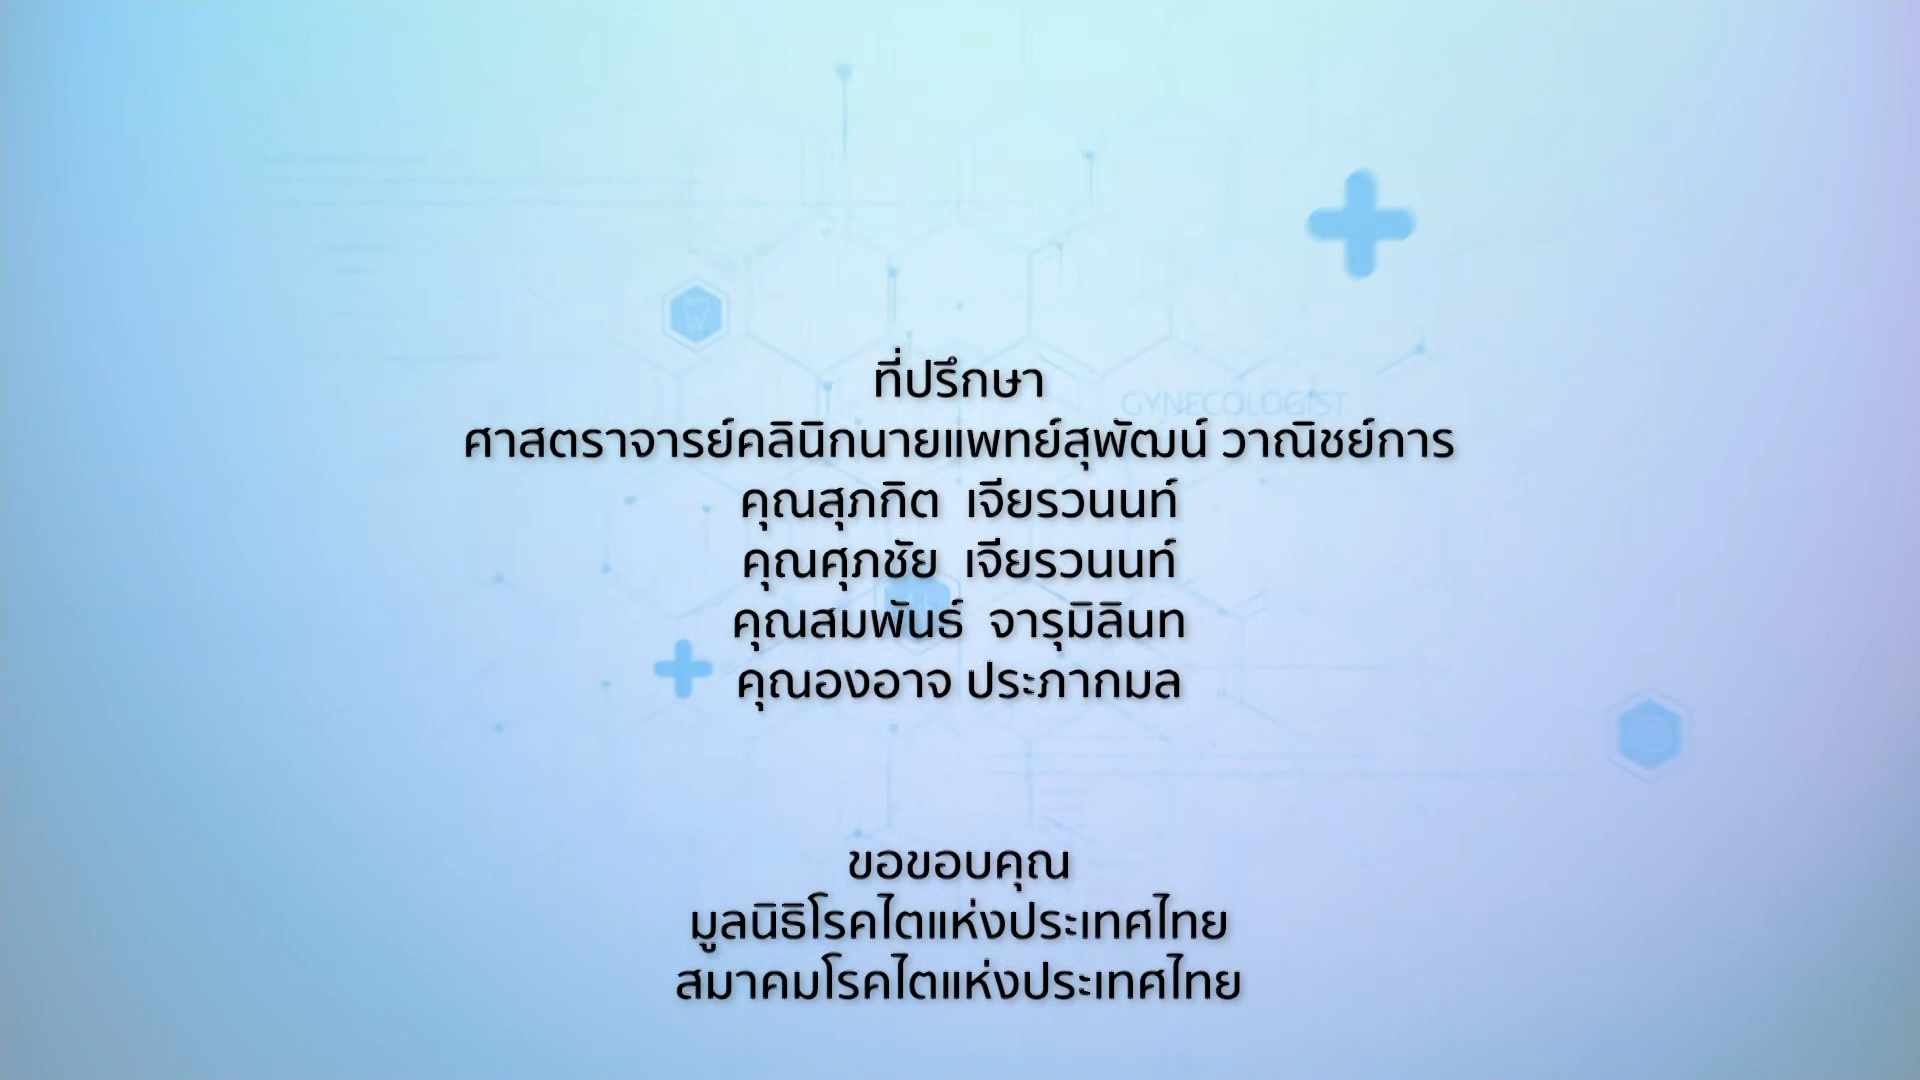 GYNECOLOGIST
ที่ปรึกษา
ศาสตราจารย์คลินิกนายแพทย์สุพัฒน์ วาณิชย์การ
คุณสุภกิต เจียรวนนท์
คุณศุภชัย เจียรวนนท์
คุณสมพันธ์ จารุมิลินท
คุณองอาจ ประภากมล
ขอขอบคุณ
มูลนิธิโรคไตแห่งประเทศไทย
สมาคมโรคไตแห่งประเทศไทย